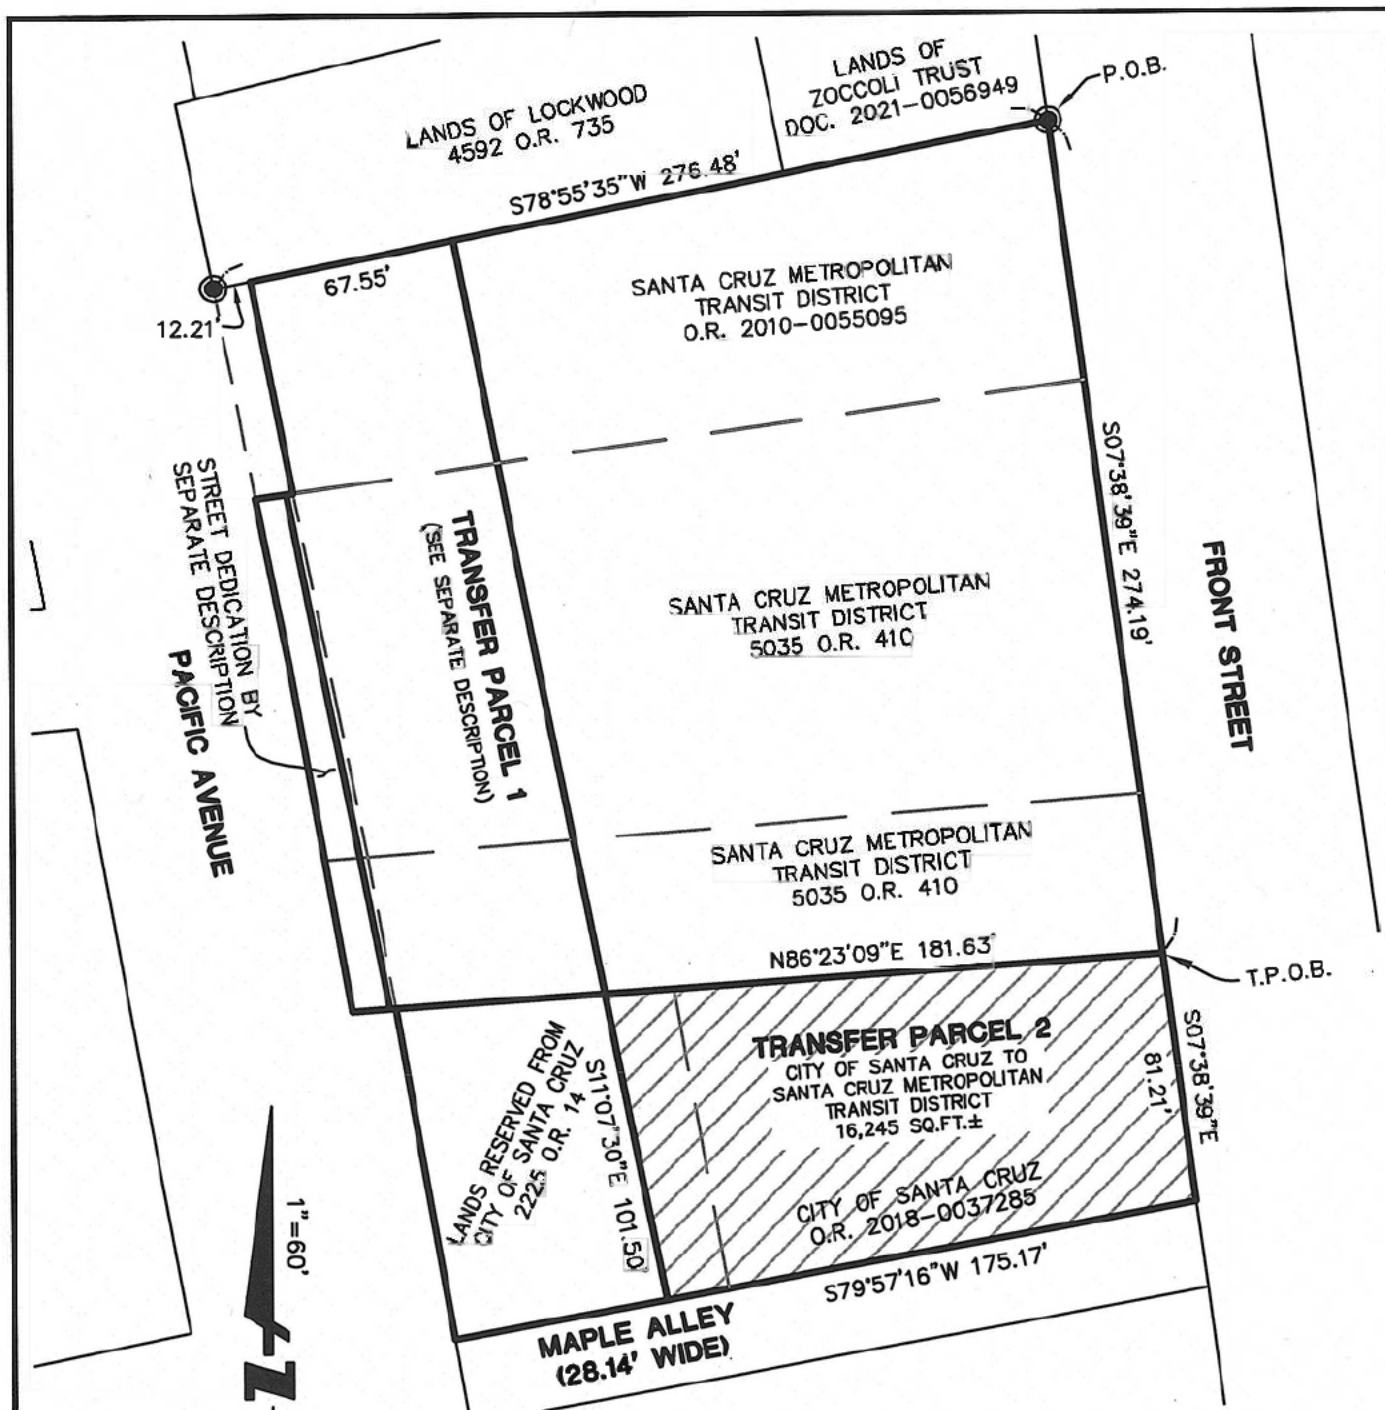 LANDS OF LOCKWOOD
4592 O.R. 735
LANDS OF
ZOCCOLI TRUST
DOC. 2021-0056949
P.O.B.
S78°55'35"W 276.48'
67.55'
12.21'
SANTA CRUZ METROPOLITAN
TRANSIT DISTRICT
O.R. 2010-0055095
S07°38'39"E 274.19'
FRONT STREET
STREET DEDICATION BY
SEPARATE DESCRIPTION
PACIFIC AVENUE
TRANSFER PARCEL 1
(SEE SEPARATE DESCRIPTION)
SANTA CRUZ METROPOLITAN
TRANSIT DISTRICT
5035 O.R. 410
SANTA CRUZ METROPOLITAN
TRANSIT DISTRICT
5035 O.R. 410
N86°23'09"E 181.63'
T.P.O.B.
TRANSFER PARCEL 2
CITY OF SANTA CRUZ TO
SANTA CRUZ METROPOLITAN
TRANSIT DISTRICT
16,245 SQ.FT.±
S07°38'39"E
81.21'
CITY OF SANTA CRUZ
O.R. 2018-0037285
LANDS RESERVED FROM
CITY OF SANTA CRUZ
2225 O.R. 14
S11°07'30"E 101.50'
S79°57'16"W 175.17'
MAPLE ALLEY
(28.14' WIDE)
1"=60'
N